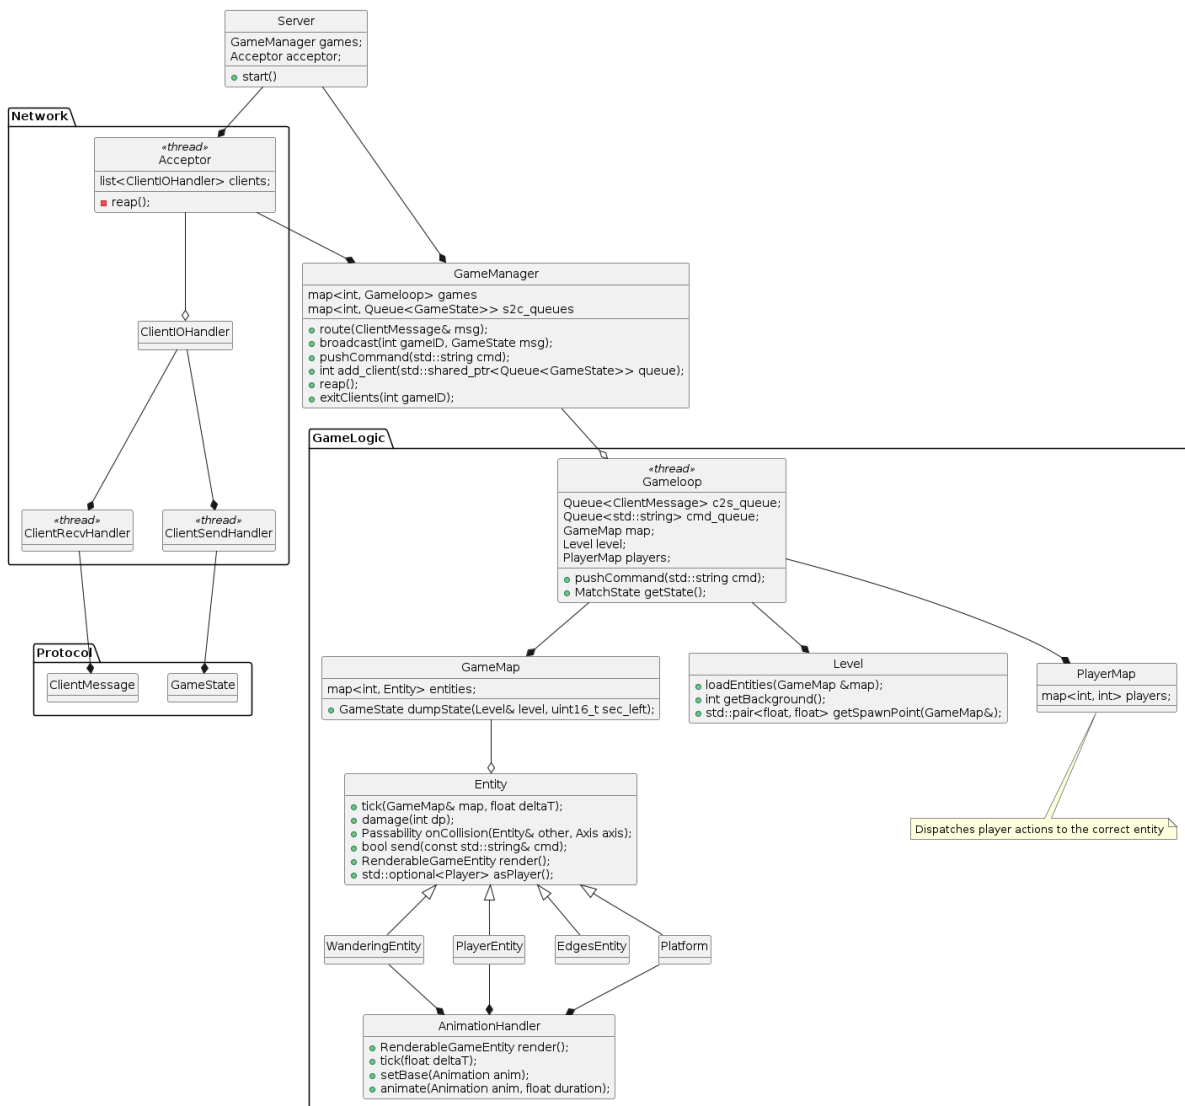 Server
GameManager games;
Acceptor acceptor;
start()
Network
«thread»
Acceptor
list<ClientIOHandler> clients;
reap();
GameManager
map<int, Gameloop> games
map<int, Queue<GameState>> s2c_queues
route(ClientMessage& msg);
broadcast(int gameID, GameState msg);
pushCommand(std::string cmd);
int add_client(std::shared_ptr<Queue<GameState>> queue);
reap();
exitClients(int gameID);
ClientIOHandler
«thread»
ClientRecvHandler
«thread»
ClientSendHandler
Protocol
ClientMessage
GameState
GameLogic
«thread»
Gameloop
Queue<ClientMessage> c2s_queue;
Queue<std::string> cmd_queue;
GameMap map;
Level level;
PlayerMap players;
pushCommand(std::string cmd);
MatchState getState();
GameMap
map<int, Entity> entities;
GameState dumpState(Level& level, uint16_t sec_left);
Level
loadEntities(GameMap &map);
int getBackground();
std::pair<float, float> getSpawnPoint(GameMap&);
PlayerMap
map<int, int> players;
Entity
tick(GameMap& map, float deltaT);
damage(int dp);
Passability onCollision(Entity& other, Axis axis);
bool send(const std::string& cmd);
RenderableGameEntity render();
std::optional<Player> asPlayer();
Dispatches player actions to the correct entity
WanderingEntity
PlayerEntity
EdgesEntity
Platform
AnimationHandler
RenderableGameEntity render();
tick(float deltaT);
setBase(Animation anim);
animate(Animation anim, float duration);